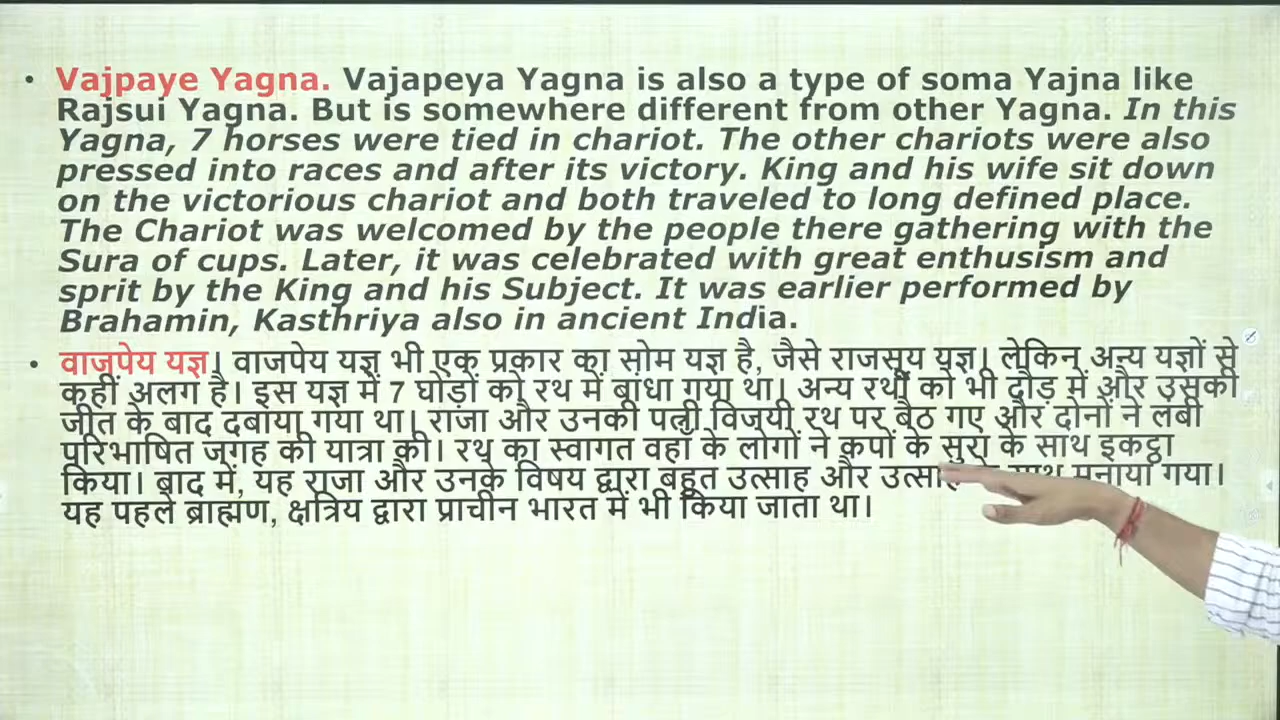 • Vajpaye Yagna. Vajapeya Yagna is also a type of soma Yajna like
Rajsui Yagna. But is somewhere different from other Yagna. In this
Yagna, 7 horses were tied in chariot. The other chariots were also
pressed into races and after its victory. King and his wife sit down
on the victorious chariot and both traveled to long defined place.
The Chariot was welcomed by the people there gathering with the
Sura of cups. Later, it was celebrated with great enthusism and
sprit by the King and his Subject. It was earlier performed by
Brahamin, Kasthriya also in ancient India.
• वाजपेय यज्ञ। वाजपेय यज्ञ भी एक प्रकार का सोम यज्ञ है, जैसे राजसूय यज्ञ। लेकिन अन्य यज्ञों से
कहीं अलग है। इस यज्ञ में 7 घोड़ों को रथ में बांधा गया था। अन्य रथों को भी दौड़ में और उसकी
जीत के बाद दबाया गया था। राजा और उनकी पत्नी विजयी रथ पर बैठ गए और दोनों ने लंबी
परिभाषित जगह की यात्रा की। रथ का स्वागत वहाँ के लोगों ने कपों के सुरा के साथ इकट्ठा
किया। बाद में, यह राजा और उनके विषय द्वारा बहुत उत्साह और मनाया गया।
यह पहले ब्राह्मण, क्षत्रिय द्वारा प्राचीन भारत में भी किया जाता था।